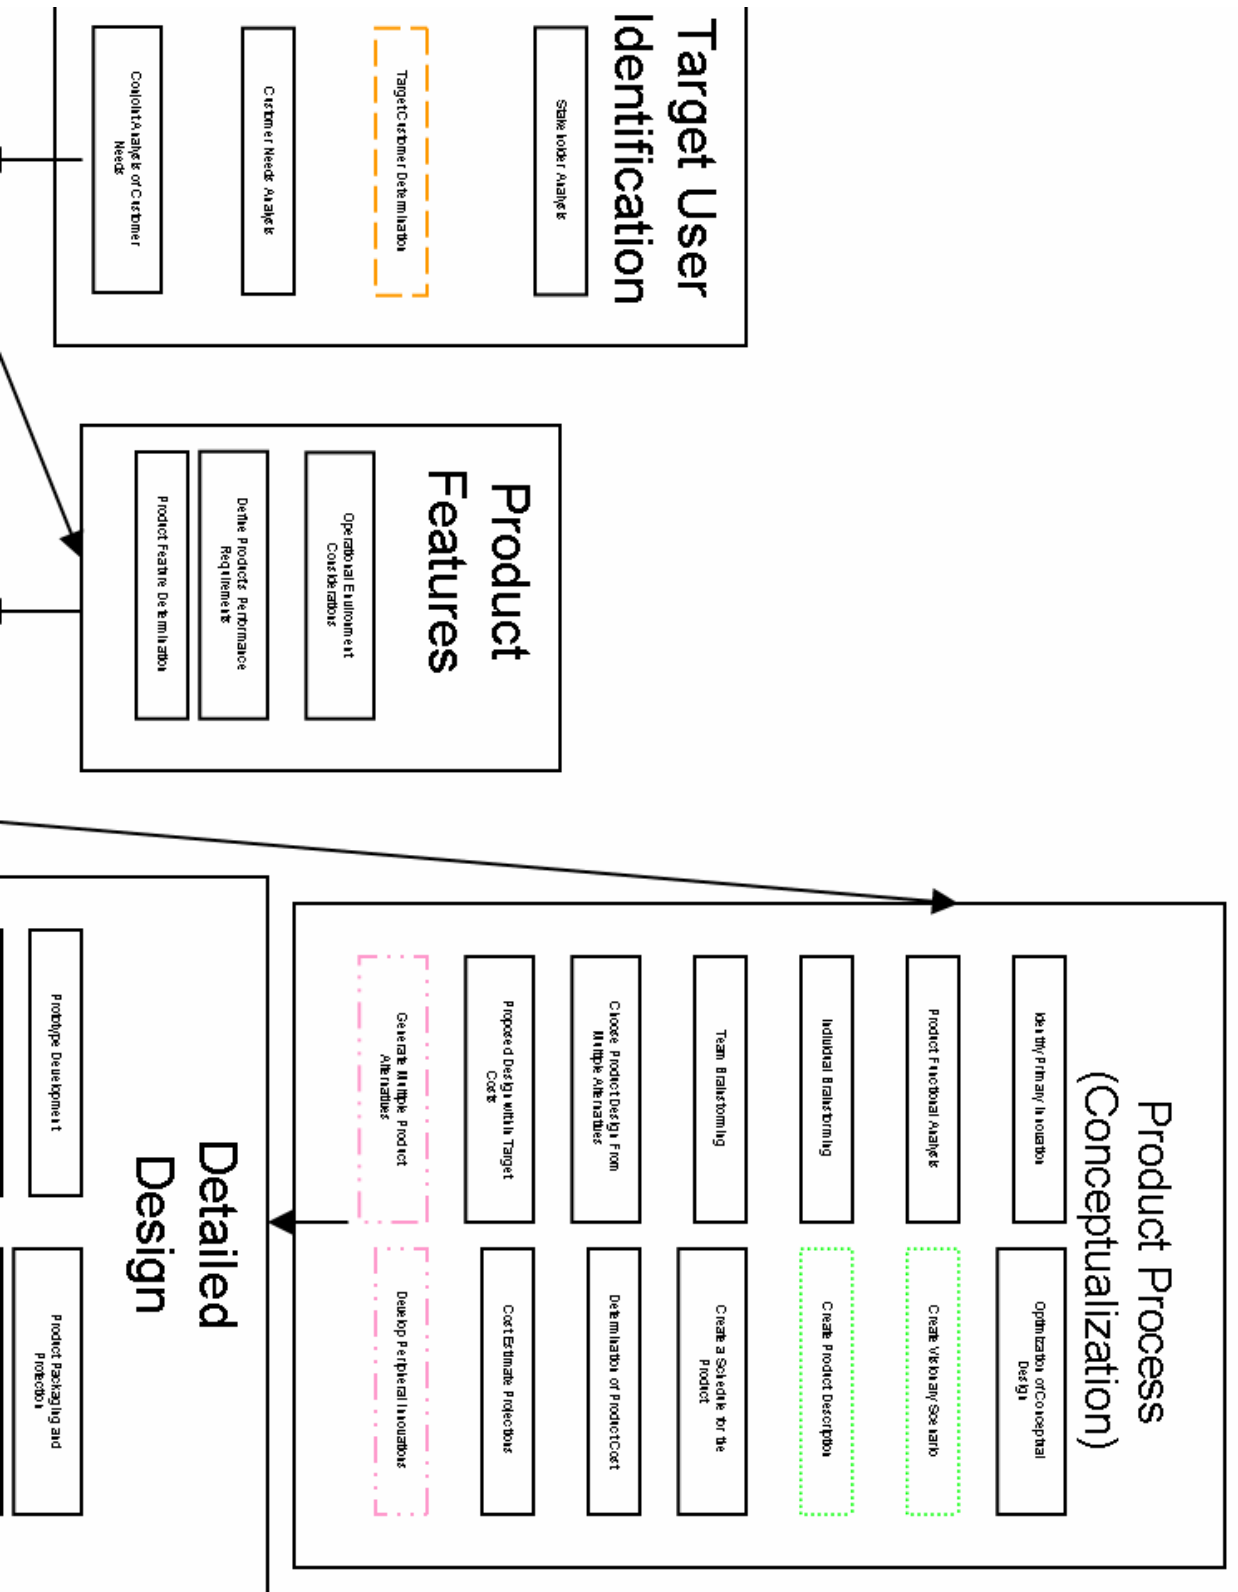 Target User
Identification
Stakeholder Analysis
Target Customer Determination
Customer Needs Analysis
Conjoint Analysis of Customer
Needs
Product
Features
Operational Environment
Considerations
Define Products Performance
Requirements
Product Feature Determination
Product Process
(Conceptualization)
Identify Primary Innovation
Product Functional Analysis
Individual Brainstorming
Team Brainstorming
Choose Product Design From
Multiple Alternatives
Proposed Design within Target
Costs
Generate Multiple Product
Alternatives
Optimization of Conceptual
Design
Create Visionary Scenario
Create Product Description
Create a Schedule for the
Product
Determination of Product Cost
Cost Estimate Projections
Develop Peripheral Innovations
Detailed
Design
Prototype Development
Product Packaging and
Protection